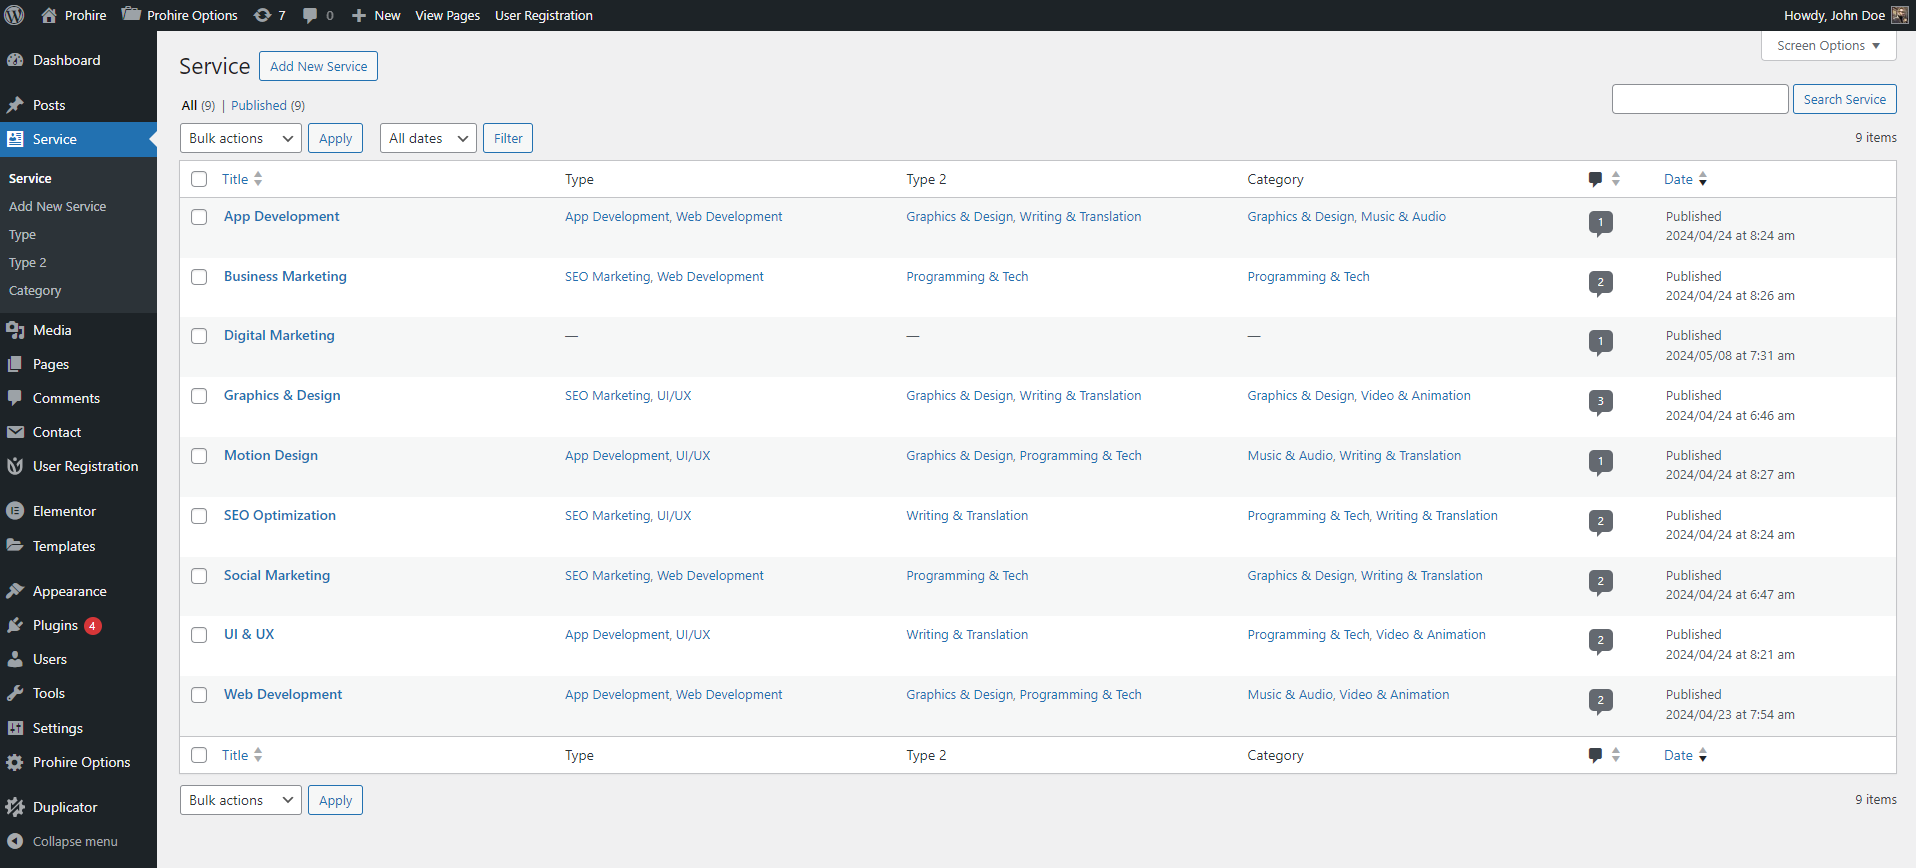 Prohire Prohire Options 7 0 New View Pages User Registration Howdy, John Doe
Screen Options
Dashboard
Posts
Service
Service
Add New Service
Type
Type 2
Category
Media
Pages
Comments
Contact
User Registration
Elementor
Templates
Appearance
Plugins 4
Users
Tools
Settings
Prohire Options
Duplicator
Collapse menu
Service Add New Service
All (9) | Published (9)
Search Service
Bulk actions Apply All dates Filter 9 items
Title Type Type 2 Category Date
App Development App Development, Web Development Graphics & Design, Writing & Translation Graphics & Design, Music & Audio 1 Published
2024/04/24 at 8:24 am
Business Marketing SEO Marketing, Web Development Programming & Tech Programming & Tech 2 Published
2024/04/24 at 8:26 am
Digital Marketing — — — 1 Published
2024/05/08 at 7:31 am
Graphics & Design SEO Marketing, UI/UX Graphics & Design, Writing & Translation Graphics & Design, Video & Animation 3 Published
2024/04/24 at 6:46 am
Motion Design App Development, UI/UX Graphics & Design, Programming & Tech Music & Audio, Writing & Translation 1 Published
2024/04/24 at 8:27 am
SEO Optimization SEO Marketing, UI/UX Writing & Translation Programming & Tech, Writing & Translation 2 Published
2024/04/24 at 8:24 am
Social Marketing SEO Marketing, Web Development Programming & Tech Graphics & Design, Writing & Translation 2 Published
2024/04/24 at 6:47 am
UI & UX App Development, UI/UX Writing & Translation Programming & Tech, Video & Animation 2 Published
2024/04/24 at 8:21 am
Web Development App Development, Web Development Graphics & Design, Programming & Tech Music & Audio, Video & Animation 2 Published
2024/04/23 at 7:54 am
Title Type Type 2 Category Date
Bulk actions Apply 9 items